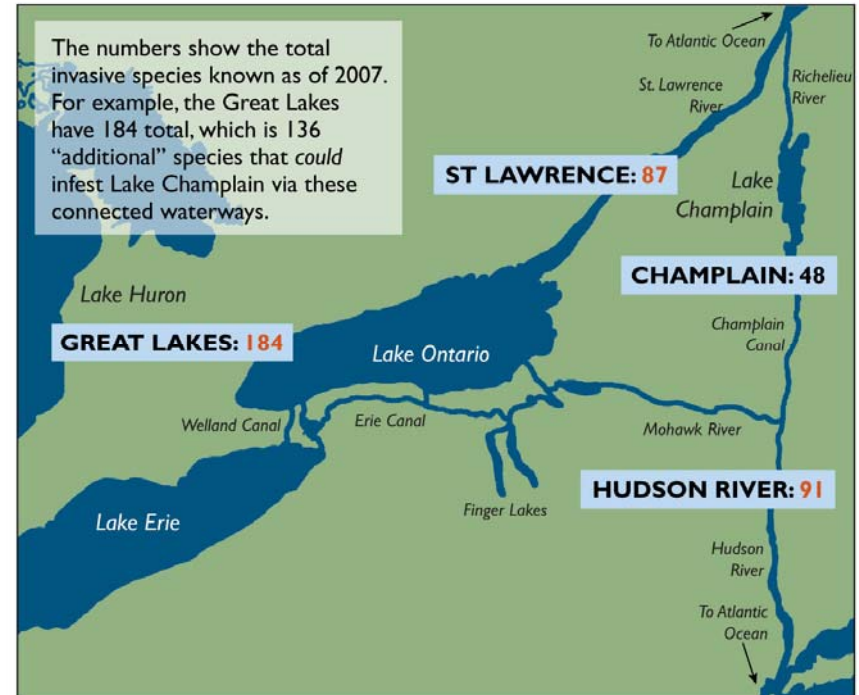 The numbers show the total
invasive species known as of 2007.
For example, the Great Lakes
have 184 total, which is 136
“additional” species that could
infest Lake Champlain via these
connected waterways.
To Atlantic Ocean
St. Lawrence
River
Richelieu
River
ST LAWRENCE: 87
Lake
Champlain
CHAMPLAIN: 48
Lake Huron
GREAT LAKES: 184
Lake Ontario
Champlain
Canal
Welland Canal
Erie Canal
Mohawk River
HUDSON RIVER: 91
Finger Lakes
Lake Erie
Hudson
River
To Atlantic
Ocean